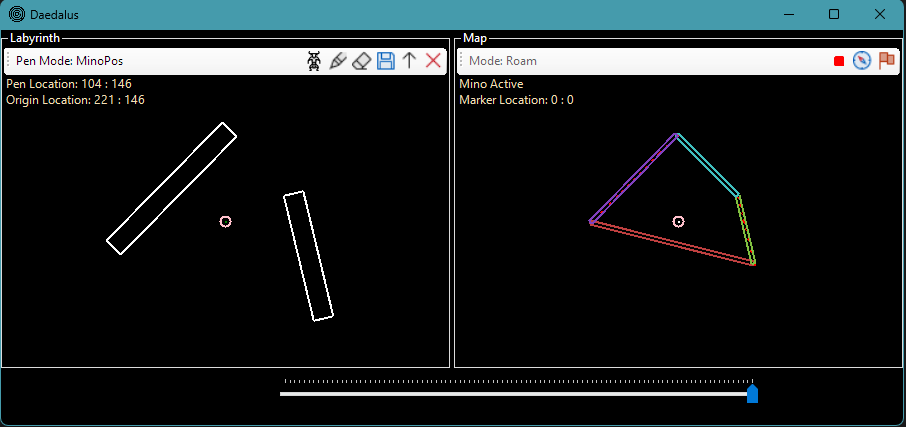 Daedalus
Labyrinth
Pen Mode: MinoPos
Pen Location: 104 : 146
Origin Location: 221 : 146
Map
Mode: Roam
Mino Active
Marker Location: 0 : 0